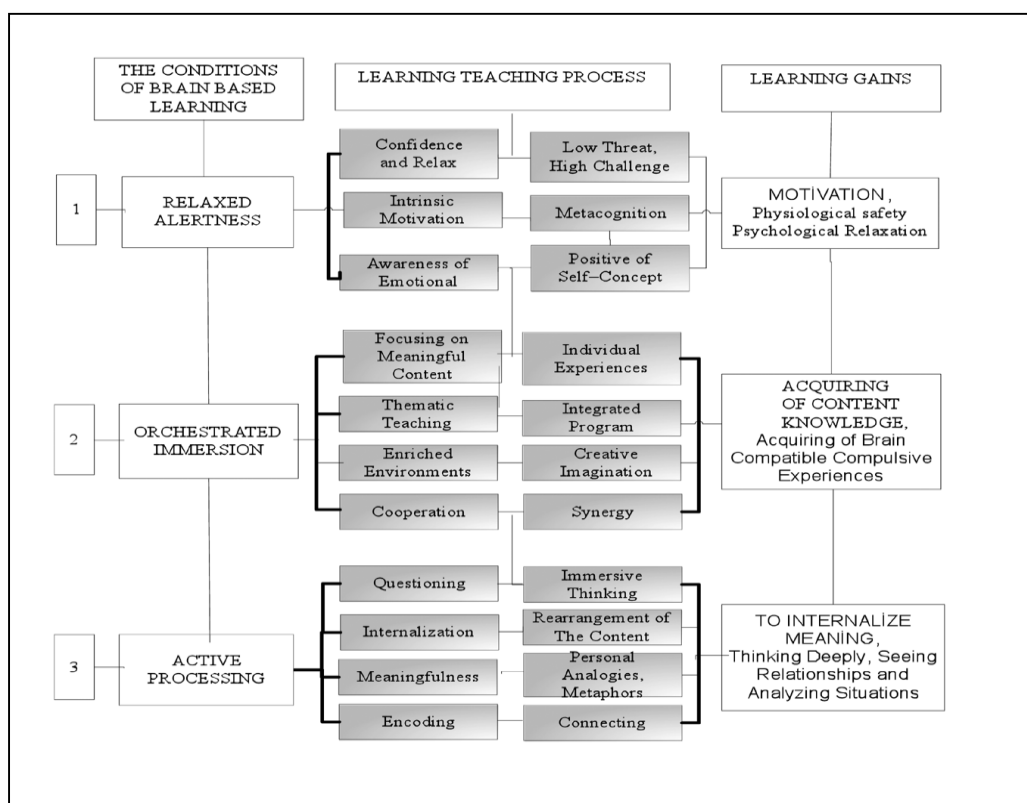 THE CONDITIONS
OF BRAIN BASED
LEARNING
LEARNING TEACHING PROCESS
LEARNING GAINS
1
RELAXED
ALERTNESS
Confidence
and Relax
Low Threat,
High Challenge
Intrinsic
Motivation
Metacognition
Awareness of
Emotional
Positive of
Self-Concept
MOTİVATION,
Physiological safety
Psychological Relaxation
2
ORCHESTRATED
IMMERSION
Focusing on
Meaningful
Content
Individual
Experiences
Thematic
Teaching
Integrated
Program
Enriched
Environments
Creative
Imagination
Cooperation
Synergy
ACQUIRING
OF CONTENT
KNOWLEDGE,
Acquiring of Brain
Compatible Compulsive
Experiences
3
ACTIVE
PROCESSING
Questioning
Immersive
Thinking
Internalization
Rearrangement of
The Content
Meaningfulness
Personal
Analogies,
Metaphors
Encoding
Connecting
TO INTERNALİZE
MEANİNG,
Thinking Deeply, Seeing
Relationships and
Analyzing Situations